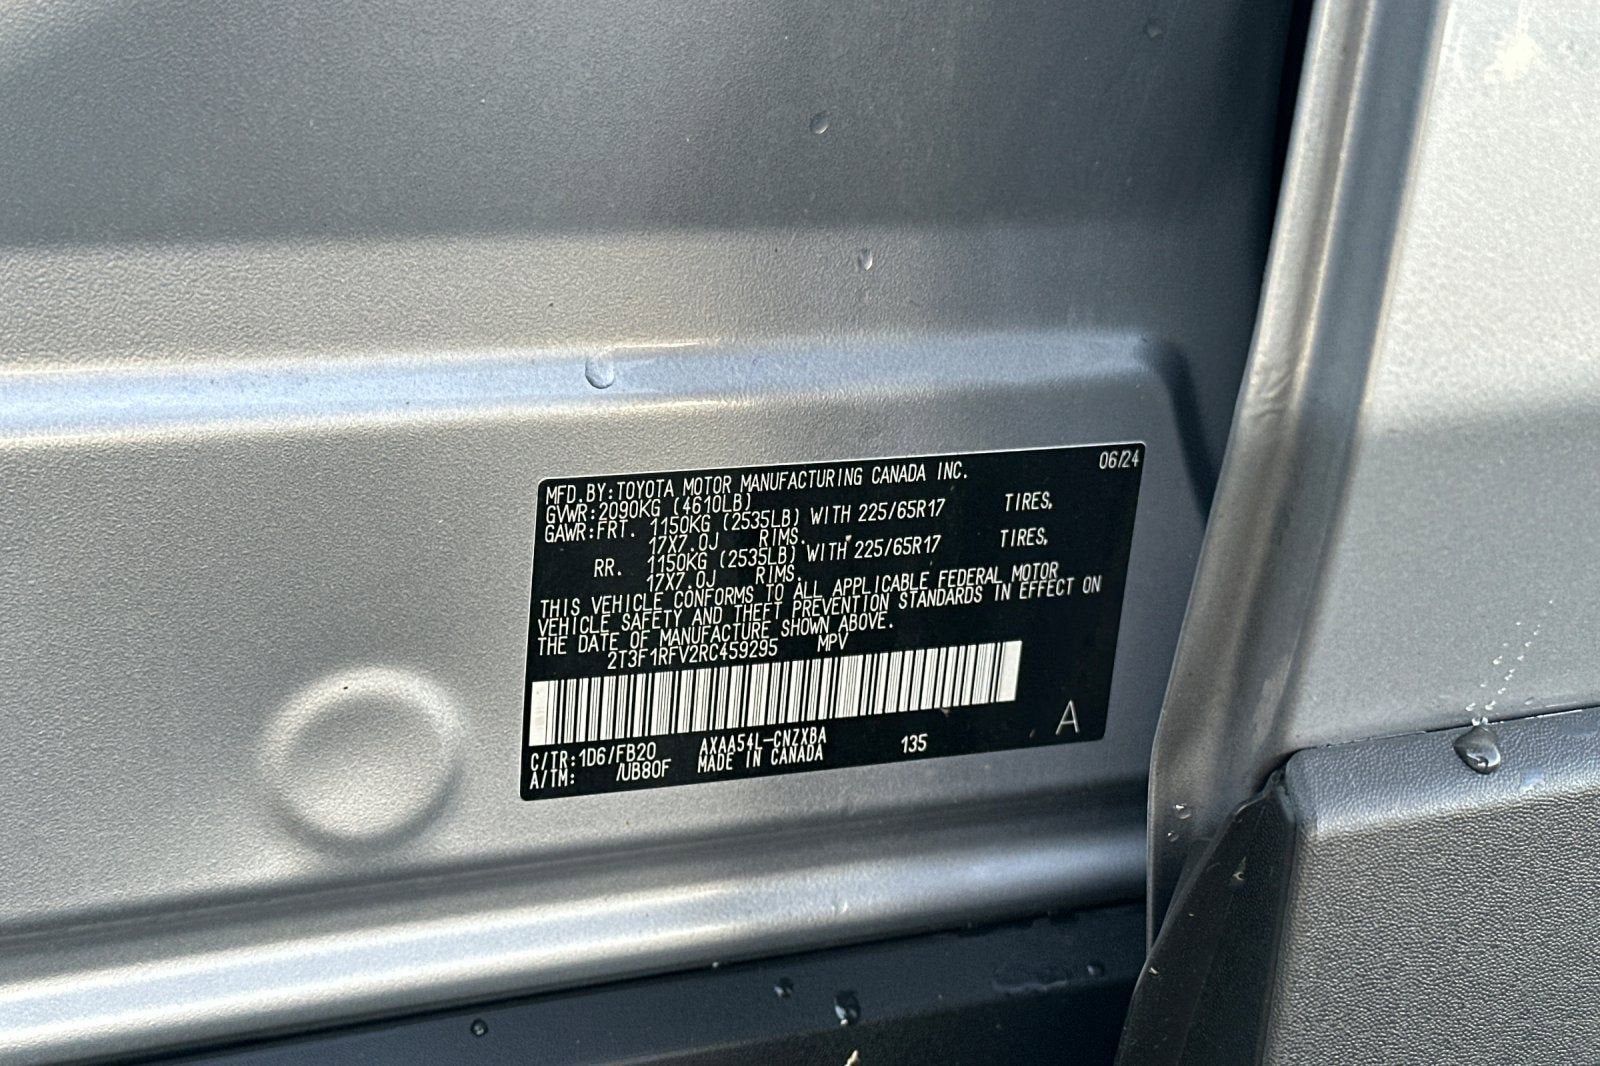 06/24
MFD.BY:TOYOTA MOTOR MANUFACTURING CANADA INC.
GVWR:2090KG (4610LB)
GAWR:FRT. 1150KG (2535LB) WITH 225/65R17 TIRES,
17X7.0J RIMS.
RR. 1150KG (2535LB) WITH 225/65R17 TIRES,
17X7.0J RIMS.
THIS VEHICLE CONFORMS TO ALL APPLICABLE FEDERAL MOTOR
VEHICLE SAFETY AND THEFT PREVENTION STANDARDS IN EFFECT ON
THE DATE OF MANUFACTURE SHOWN ABOVE.
2T3F1RFV2RC459295 MPV
C/TR:1D6/FB20 AXAA54L-CNZXBA 135 A
A/TM: /UB80F MADE IN CANADA